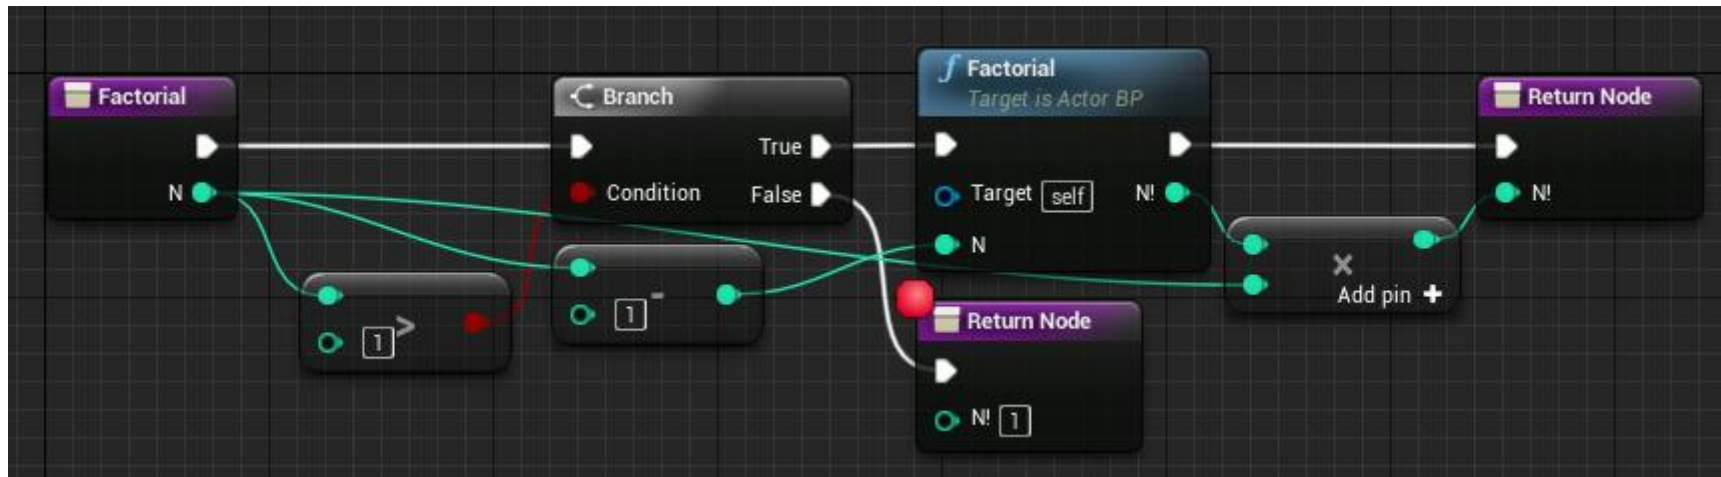 Factorial
N
> 1
Branch
Condition
True
False
1 -
Factorial
Target is Actor BP
Target self
N
N!
Return Node
N! 1
×
Add pin +
Return Node
N!